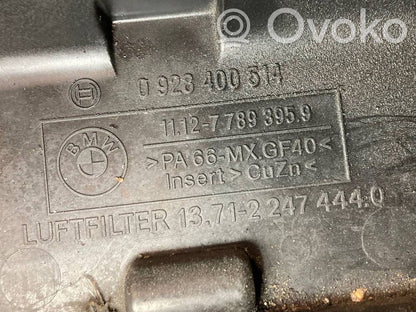 Ovoko
0 928 400 514
BMW
11.12-7 789 395.9
>PA 66-MX.GF40<
Insert >CuZn<
LUFTFILTER 13.71-2 247 444.0